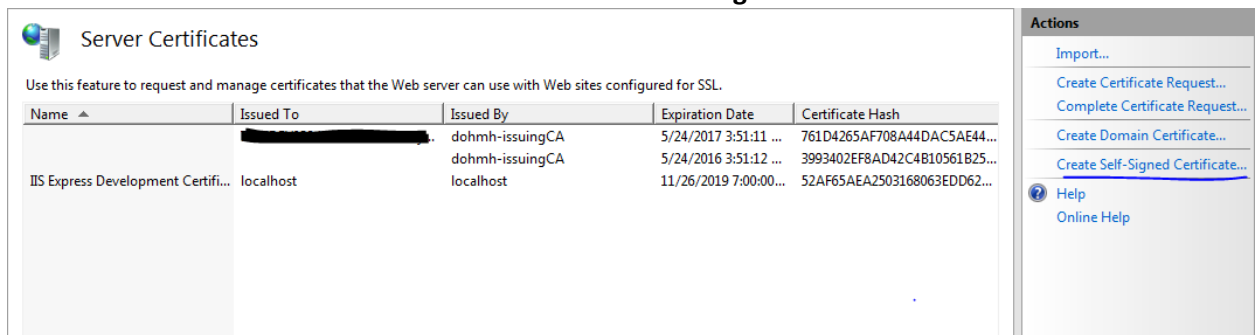 Server Certificates
Use this feature to request and manage certificates that the Web server can use with Web sites configured for SSL.
Name Issued To Issued By Expiration Date Certificate Hash
dohmh-issuingCA 5/24/2017 3:51:11 ... 761D4265AF708A44DAC5AE44...
dohmh-issuingCA 5/24/2016 3:51:12 ... 3993402EF8AD42C4B10561B25...
IIS Express Development Certifi... localhost localhost 11/26/2019 7:00:00... 52AF65AEA2503168063EDD62...
Actions
Import...
Create Certificate Request...
Complete Certificate Request...
Create Domain Certificate...
Create Self-Signed Certificate...
Help
Online Help